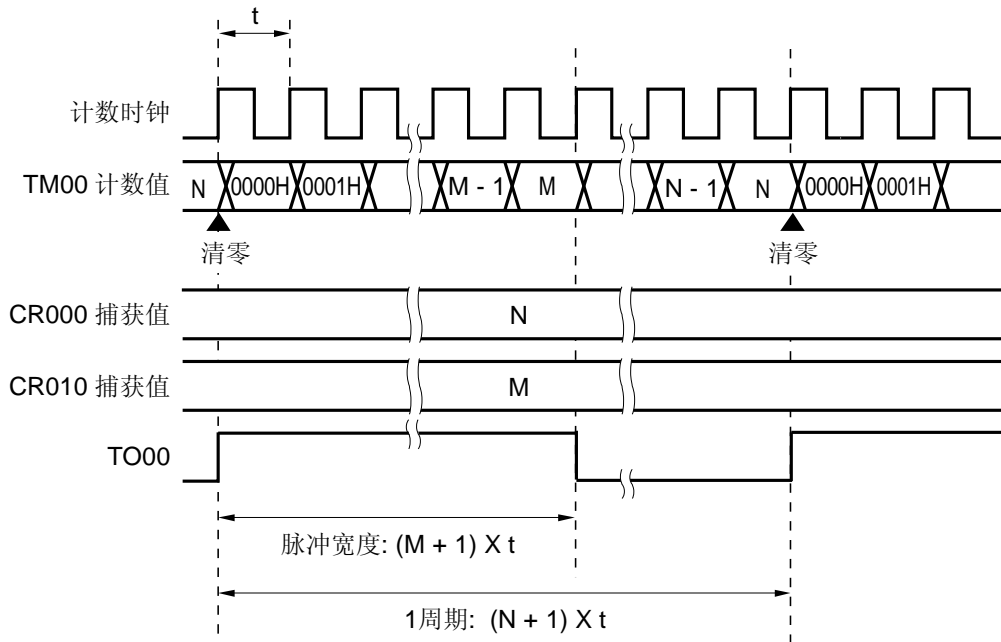 t
计数时钟
TM00 计数值 N 0000H 0001H M - 1 M N - 1 N 0000H 0001H
清零 清零
CR000 捕获值 N
CR010 捕获值 M
TO00
脉冲宽度: (M + 1) X t
1周期: (N + 1) X t